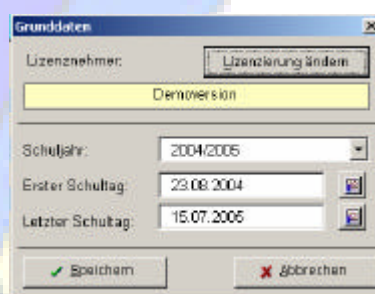 Grunddaten
Lizenznehmer: Lizenzierung ändern
Demoversion
Schuljahr: 2004/2005
Erster Schultag: 23.08.2004
Letzter Schultag: 15.07.2005
Speichern Abbrechen